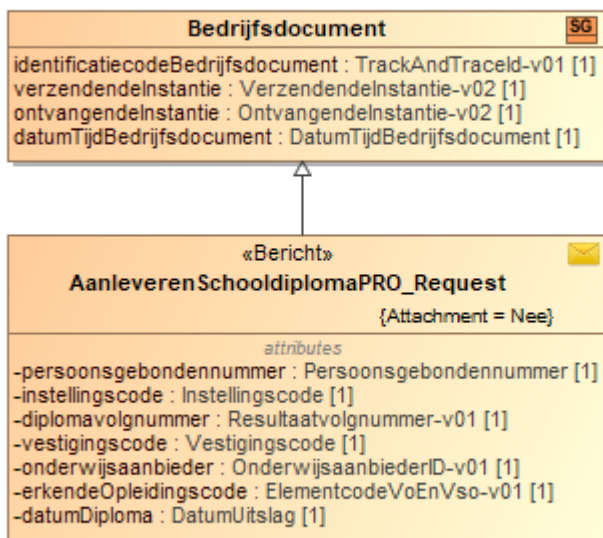 Bedrijfsdocument SG
identificatiecodeBedrijfsdocument : TrackAndTraceId-v01 [1]
verzendendeInstantie : VerzendendeInstantie-v02 [1]
ontvangendeInstantie : OntvangendeInstantie-v02 [1]
datumTijdBedrijfsdocument : DatumTijdBedrijfsdocument [1]
«Bericht»
AanleverenSchooldiplomaPRO_Request
{Attachment = Nee}
attributes
-persoonsgebondennummer : Persoonsgebondennummer [1]
-instellingscode : Instellingscode [1]
-diplomavolgnummer : Resultaatvolgnummer-v01 [1]
-vestigingscode : Vestigingscode [1]
-onderwijsaanbieder : OnderwijsaanbiederID-v01 [1]
-erkendeOpleidingscode : ElementcodeVoEnVso-v01 [1]
-datumDiploma : DatumUitslag [1]